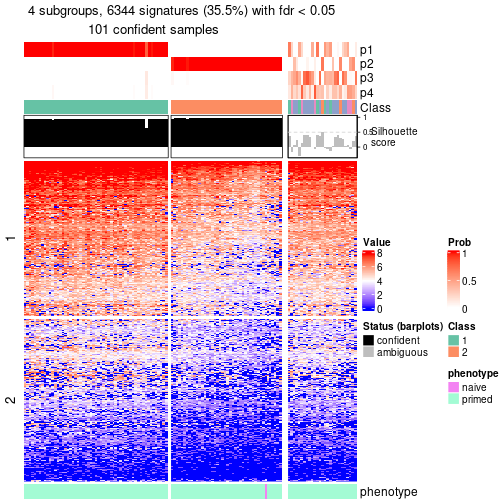 4 subgroups, 6344 signatures (35.5%) with fdr < 0.05
101 confident samples
p1
p2
p3
p4
Class
1
0.5
0
Silhouette
score
1
2
phenotype
Value
8
6
4
2
0
Prob
1
0.5
0
Status (barplots)
confident
ambiguous
Class
1
2
phenotype
naive
primed